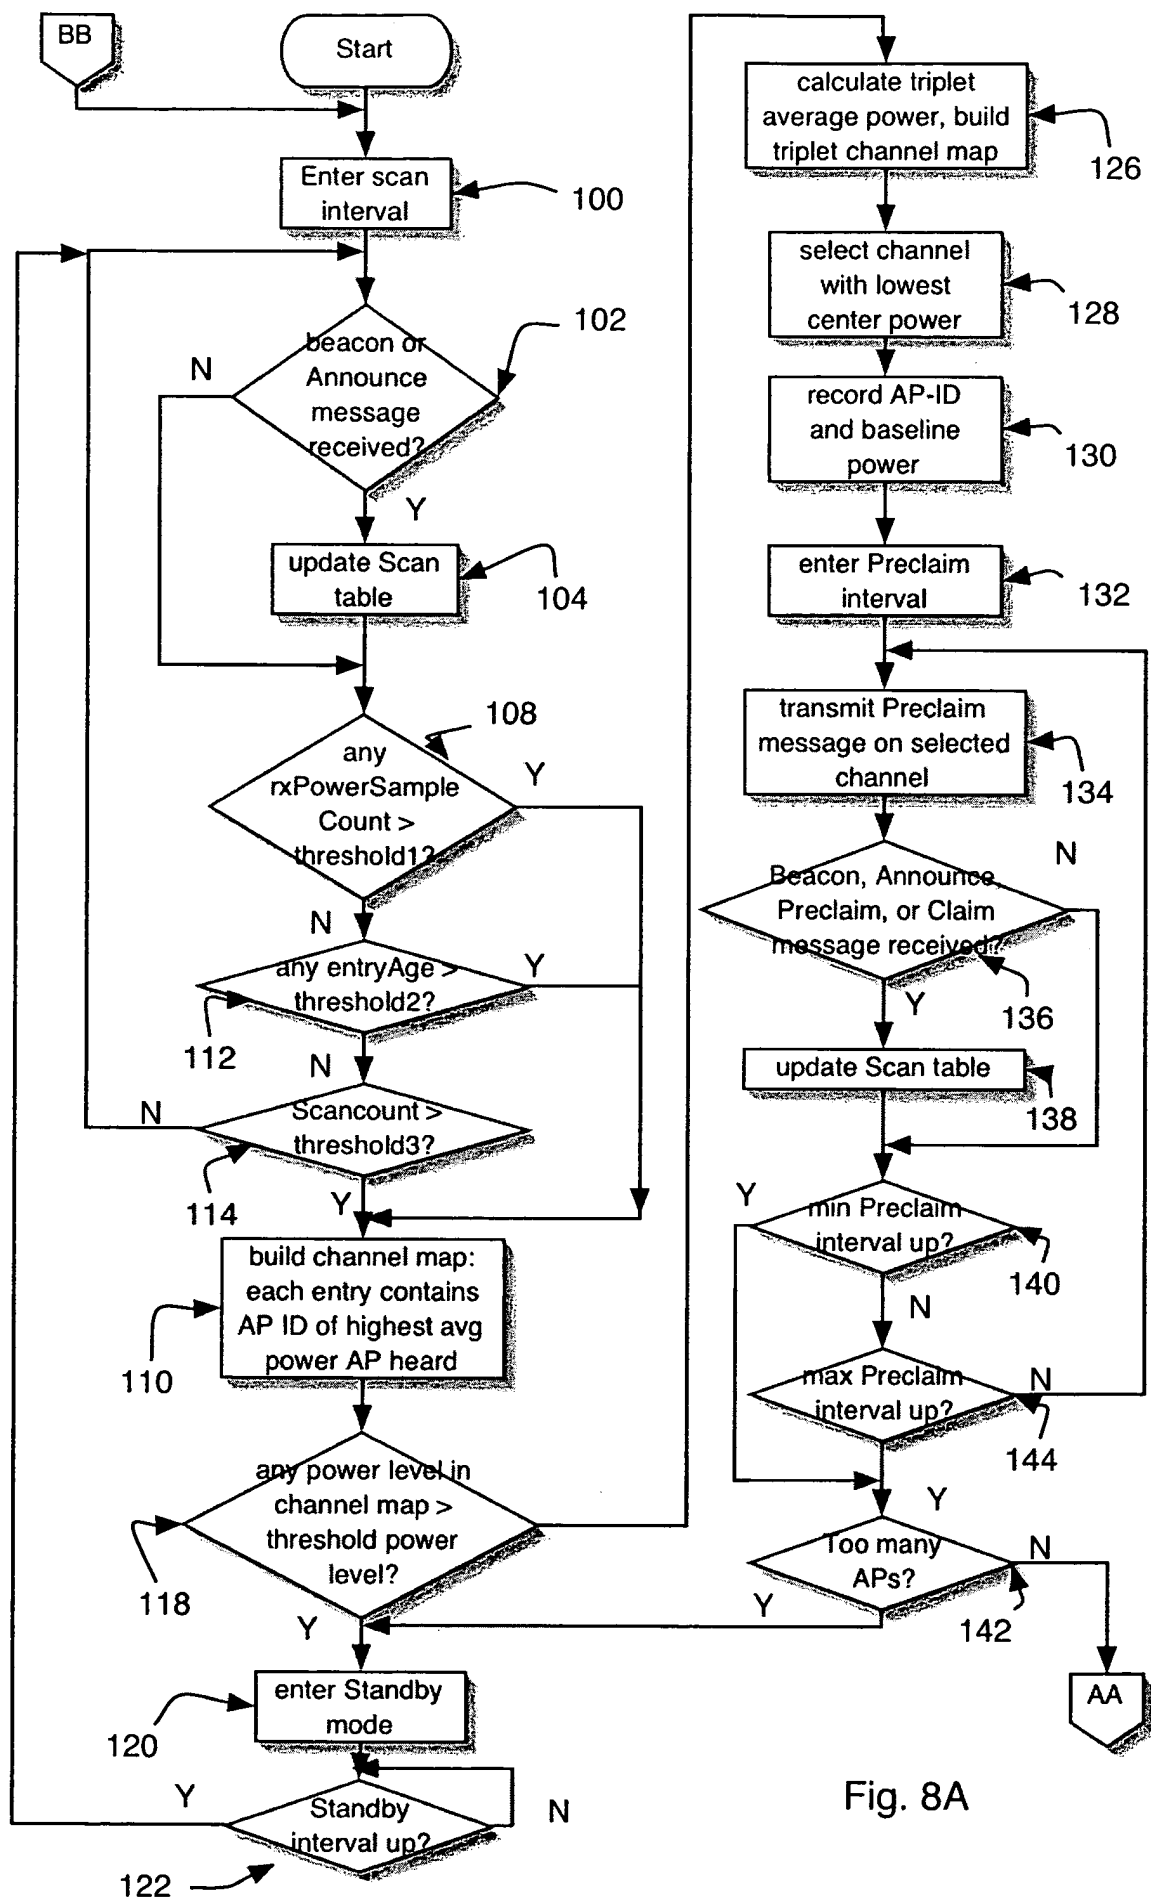 BB
Start
Enter scan
interval
100
beacon or
Announce
message
received?
102
N
Y
update Scan
table
104
any
rxPowerSample
Count >
threshold1?
108
Y
N
any entryAge >
threshold2?
Y
112
N
Scancount >
threshold3?
N
114
Y
build channel map:
each entry contains
AP ID of highest avg
power AP heard
110
any power level in
channel map >
threshold power
level?
118
Y
enter Standby
mode
120
Y
Standby
interval up?
N
122
calculate triplet
average power, build
triplet channel map
126
select channel
with lowest
center power
128
record AP-ID
and baseline
power
130
enter Preclaim
interval
132
transmit Preclaim
message on selected
channel
134
N
Beacon, Announce,
Preclaim, or Claim
message received?
136
Y
update Scan table
138
Y
min Preclaim
interval up?
140
N
max Preclaim
interval up?
N
144
Y
Too many
APs?
N
Y
142
AA
Fig. 8A